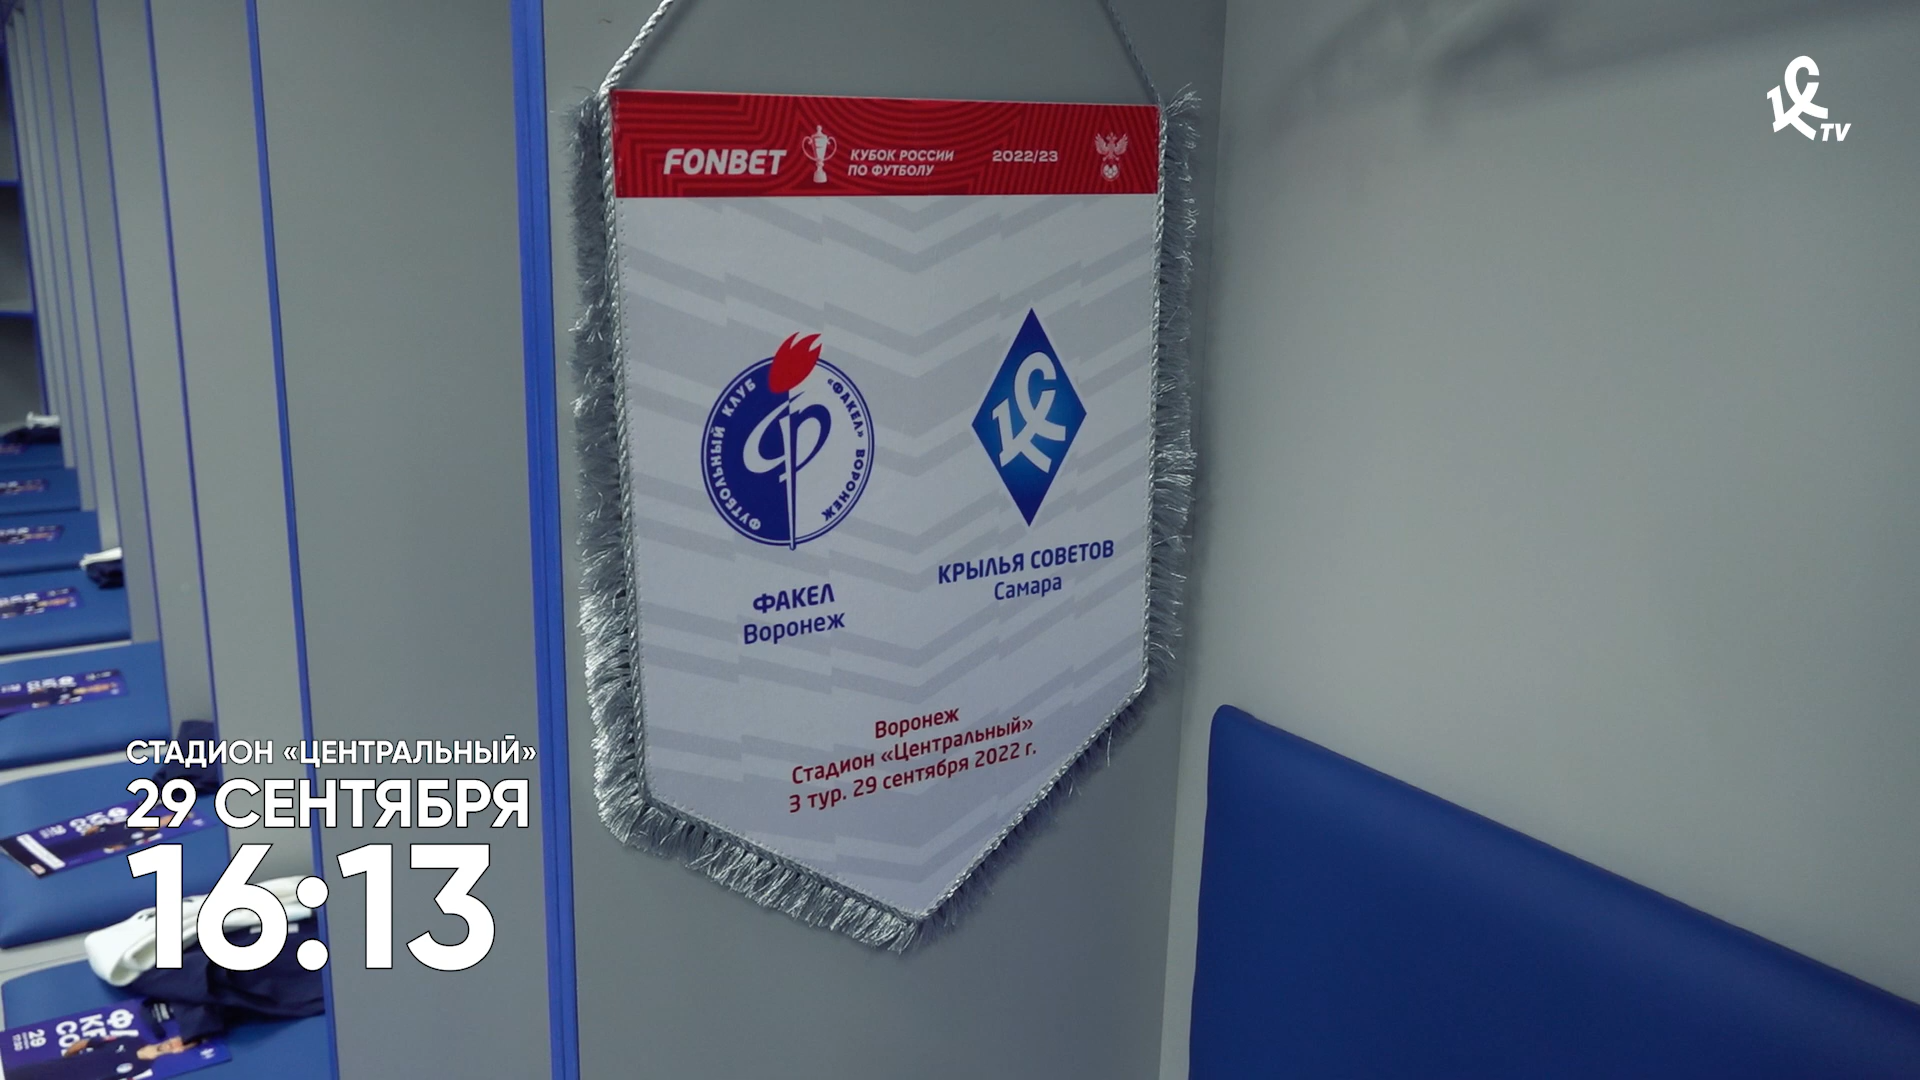 TV
FONBET
КУБОК РОССИИ
ПО ФУТБОЛУ
2022/23
ФУТБОЛЬНЫЙ КЛУБ «ФАКЕЛ» ВОРОНЕЖ
ФАКЕЛ
Воронеж
КРЫЛЬЯ СОВЕТОВ
Самара
Воронеж
Стадион «Центральный»
3 тур. 29 сентября 2022 г.
СТАДИОН «ЦЕНТРАЛЬНЫЙ»
29 СЕНТЯБРЯ
16:13
29